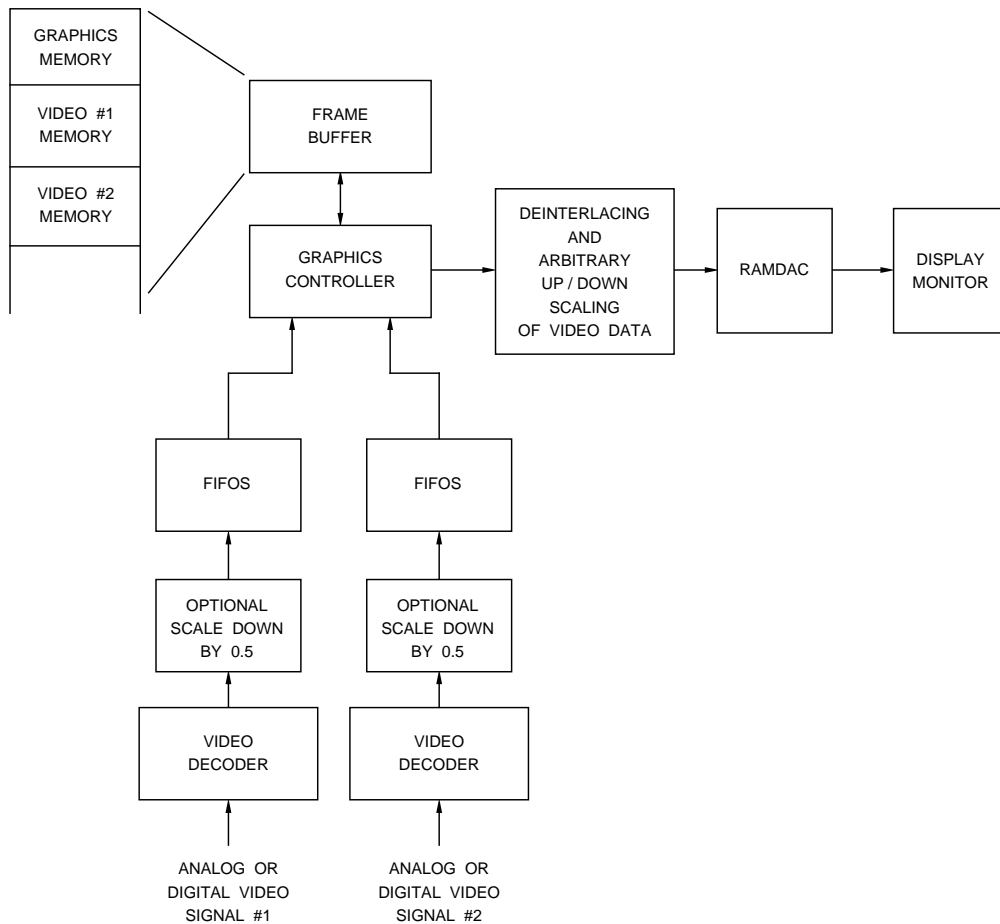 GRAPHICS
MEMORY
VIDEO #1
MEMORY
VIDEO #2
MEMORY
FRAME
BUFFER
GRAPHICS
CONTROLLER
DEINTERLACING
AND
ARBITRARY
UP / DOWN
SCALING
OF VIDEO DATA
RAMDAC
DISPLAY
MONITOR
FIFOS
FIFOS
OPTIONAL
SCALE DOWN
BY 0.5
OPTIONAL
SCALE DOWN
BY 0.5
VIDEO
DECODER
VIDEO
DECODER
ANALOG OR
DIGITAL VIDEO
SIGNAL #1
ANALOG OR
DIGITAL VIDEO
SIGNAL #2